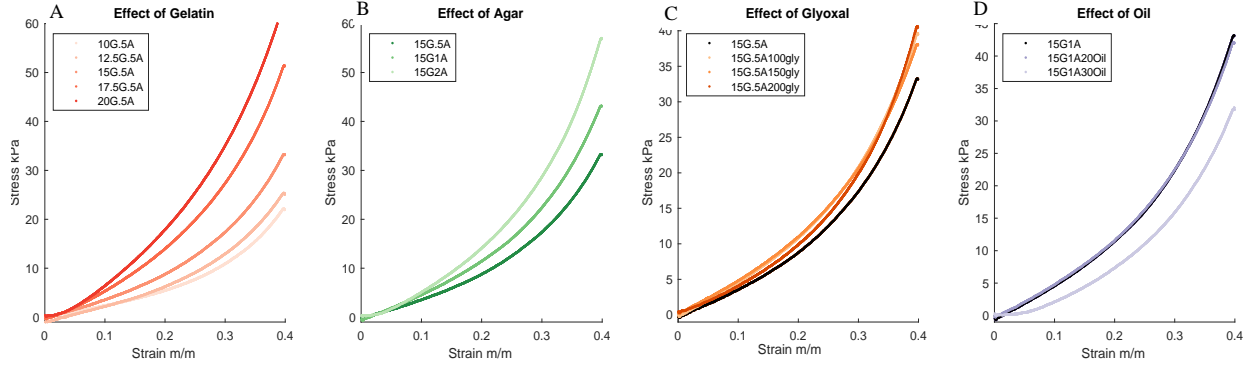 A
Effect of Gelatin
60
50
40
30
20
10
0
Stress kPa
10G.5A
12.5G.5A
15G.5A
17.5G.5A
20G.5A
0 0.1 0.2 0.3 0.4
Strain m/m
B
Effect of Agar
60
50
40
30
20
10
0
Stress kPa
15G.5A
15G1A
15G2A
0 0.1 0.2 0.3 0.4
Strain m/m
C
Effect of Glyoxal
40
35
30
25
20
15
10
5
0
Stress kPa
15G.5A
15G.5A100gly
15G.5A150gly
15G.5A200gly
0 0.1 0.2 0.3 0.4
Strain m/m
D
Effect of Oil
45
40
35
30
25
20
15
10
5
0
Stress kPa
15G1A
15G1A20Oil
15G1A30Oil
0 0.1 0.2 0.3 0.4
Strain m/m